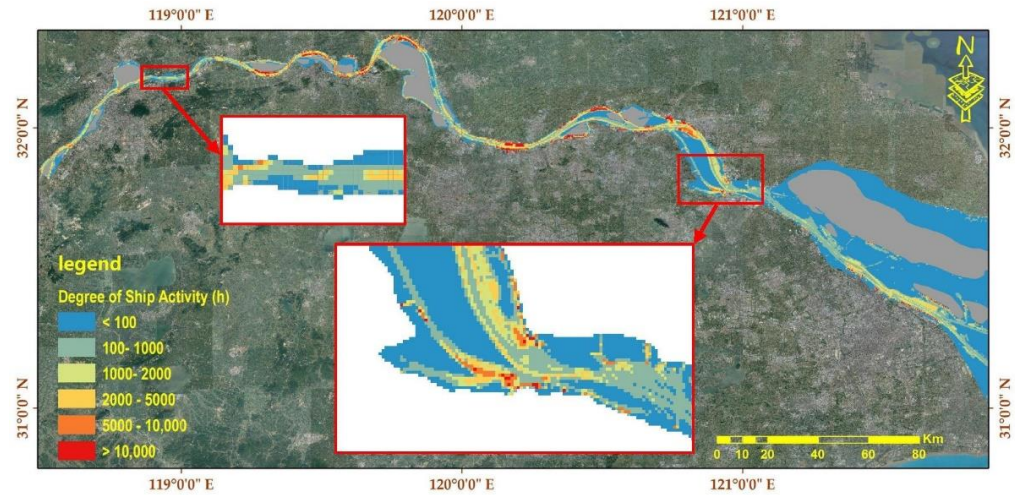 119°0'0" E
120°0'0" E
121°0'0" E
N
32°0'0" N
32°0'0" N
legend
Degree of Ship Activity (h)
< 100
100- 1000
1000- 2000
2000 - 5000
5000 - 10,000
> 10,000
31°0'0" N
31°0'0" N
Km
0 10 20 40 60 80
119°0'0" E
120°0'0" E
121°0'0" E